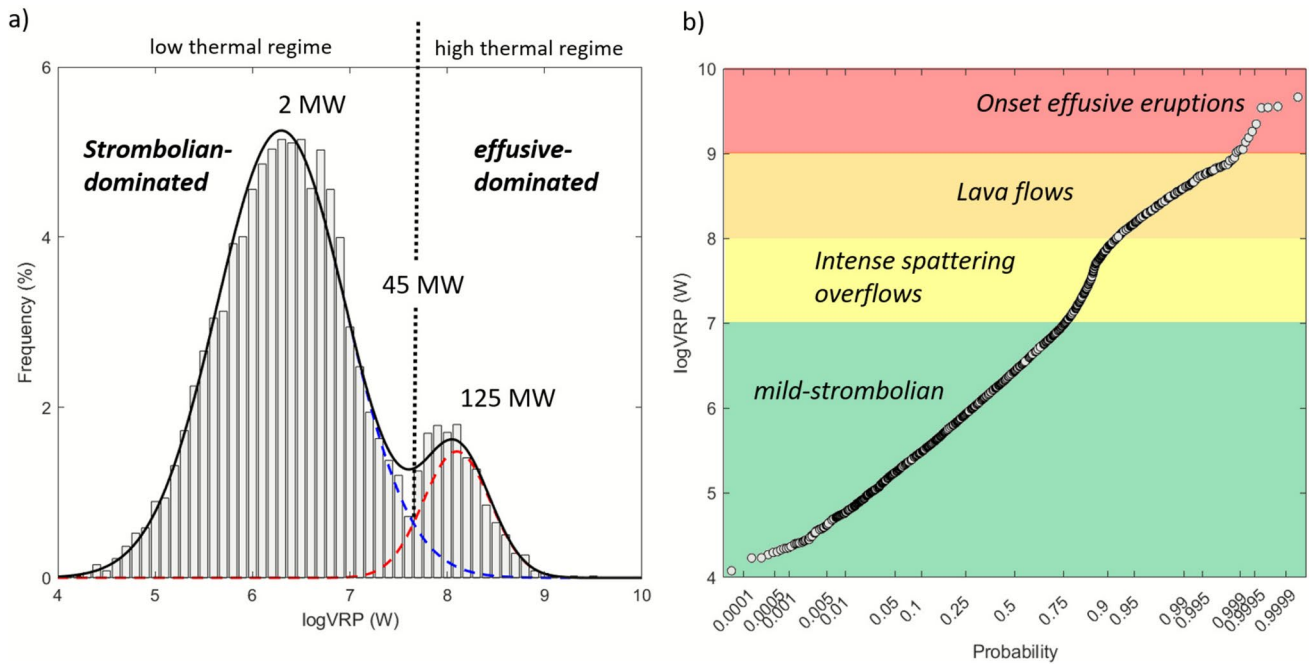 a)
low thermal regime
high thermal regime
6
4
2
0
Frequency (%)
2 MW
Strombolian-
dominated
effusive-
dominated
45 MW
125 MW
4 5 6 7 8 9 10
logVRP (W)
b)
10
9
8
7
6
5
4
logVRP (W)
Onset effusive eruptions
Lava flows
Intense spattering
overflows
mild-strombolian
0.0001 0.0005 0.001 0.005 0.01 0.05 0.1 0.25 0.5 0.75 0.9 0.95 0.99 0.995 0.999 0.9995 0.9999
Probability